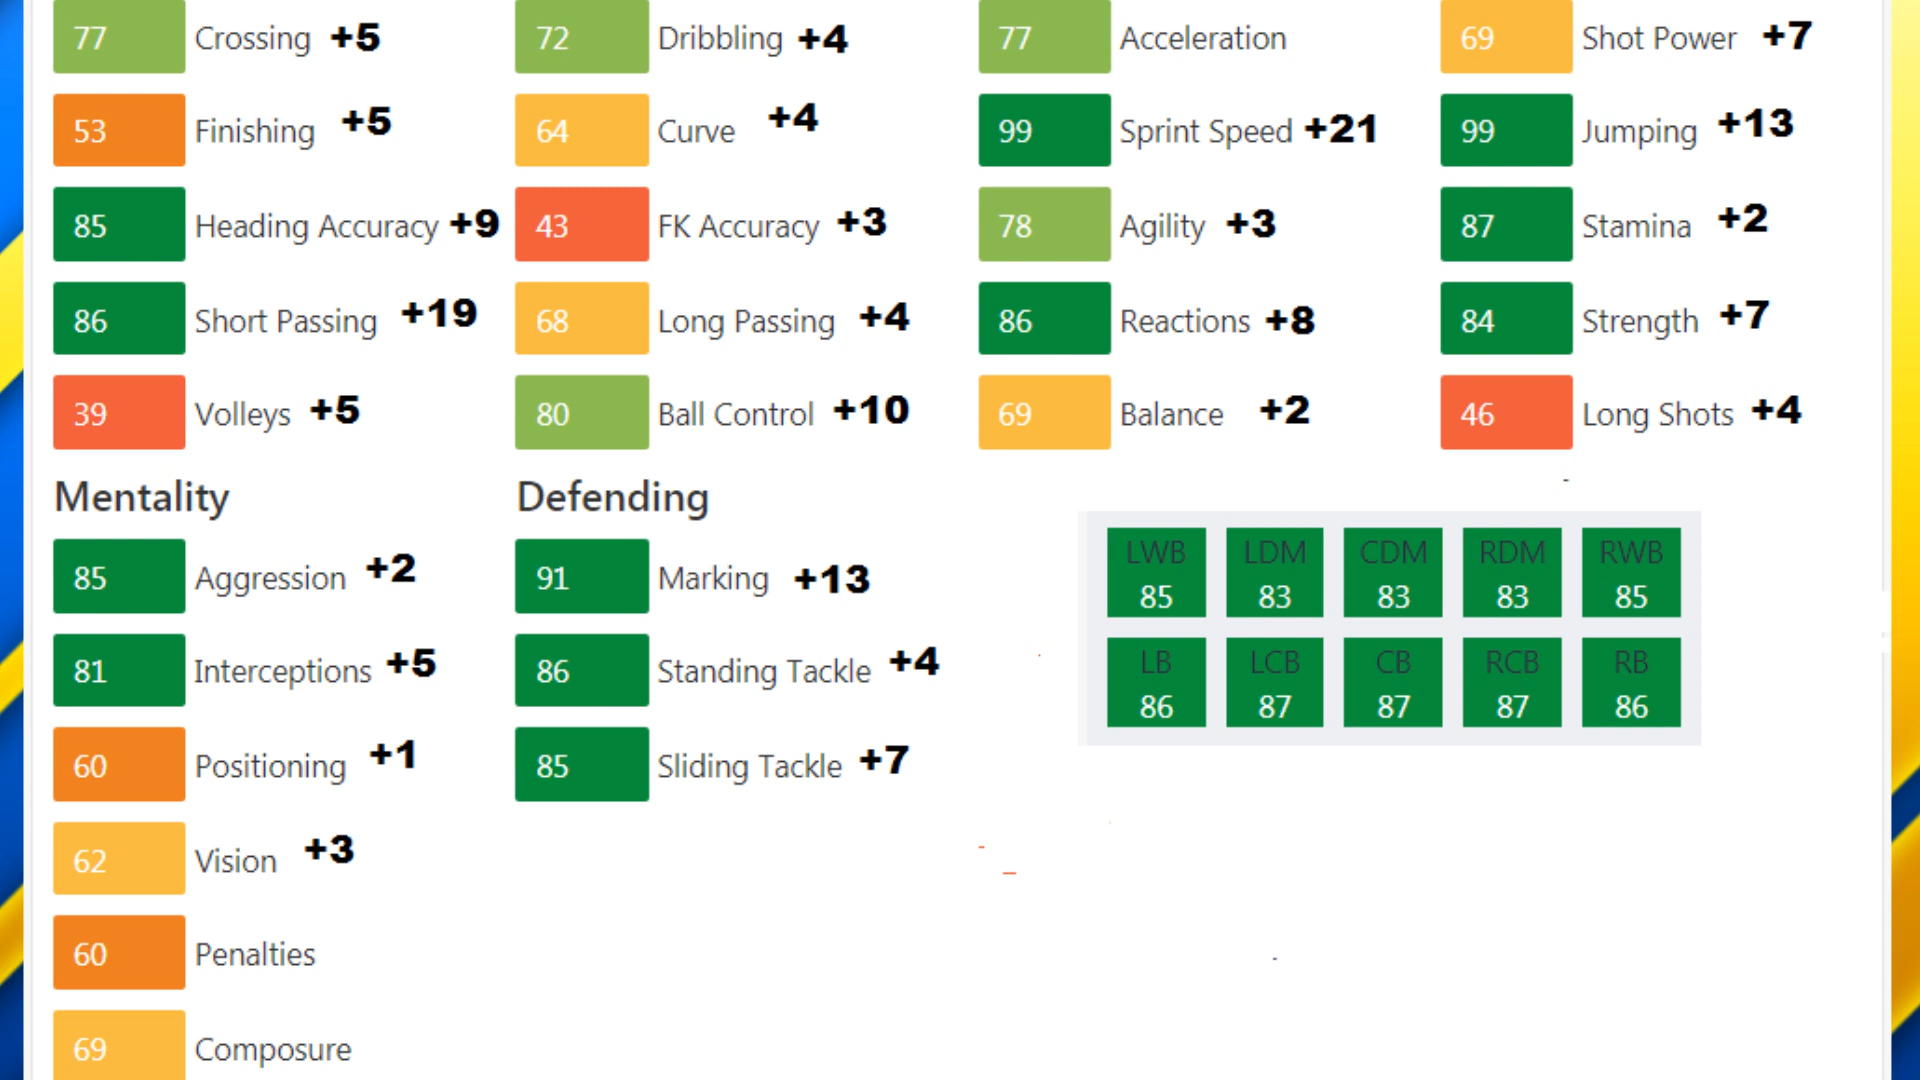 77 Crossing +5 72 Dribbling +4 77 Acceleration 69 Shot Power +7
53 Finishing +5 64 Curve +4 99 Sprint Speed +21 99 Jumping +13
85 Heading Accuracy +9 43 FK Accuracy +3 78 Agility +3 87 Stamina +2
86 Short Passing +19 68 Long Passing +4 86 Reactions +8 84 Strength +7
39 Volleys +5 80 Ball Control +10 69 Balance +2 46 Long Shots +4
Mentality Defending
85 Aggression +2 91 Marking +13
81 Interceptions +5 86 Standing Tackle +4
60 Positioning +1 85 Sliding Tackle +7
62 Vision +3
60 Penalties
69 Composure
LWB LDM CDM RDM RWB
85 83 83 83 85
LB LCB CB RCB RB
86 87 87 87 86